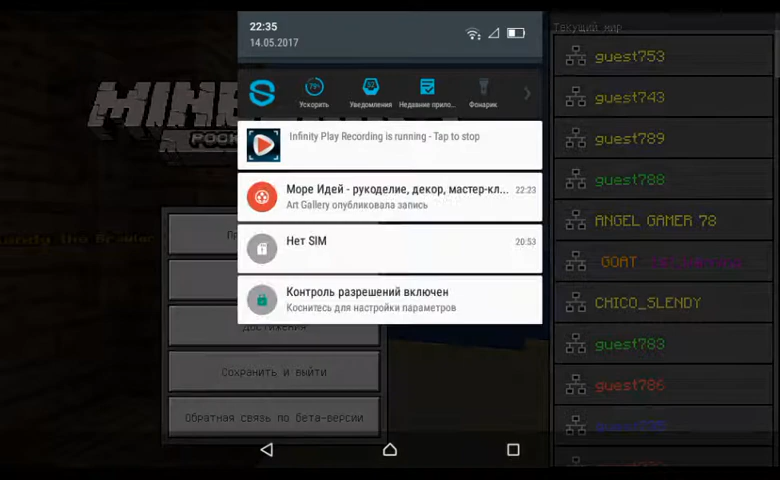 22:35
14.05.2017
79%
Ускорить
Уведомления
Недавние прило...
Фонарик
Infinity Play Recording is running - Tap to stop
Море Идей - рукоделие, декор, мастер-кл...
22:23
Art Gallery опубликовала запись
Нет SIM
20:53
Контроль разрешений включен
Коснитесь для настройки параметров
достижения
Сохранить и выйти
Обратная связь по бета-версии
Текущий мир
guest753
guest743
guest789
guest788
ANGEL GAMER 78
GOAT
CHICO_SLENDY
guest783
guest786